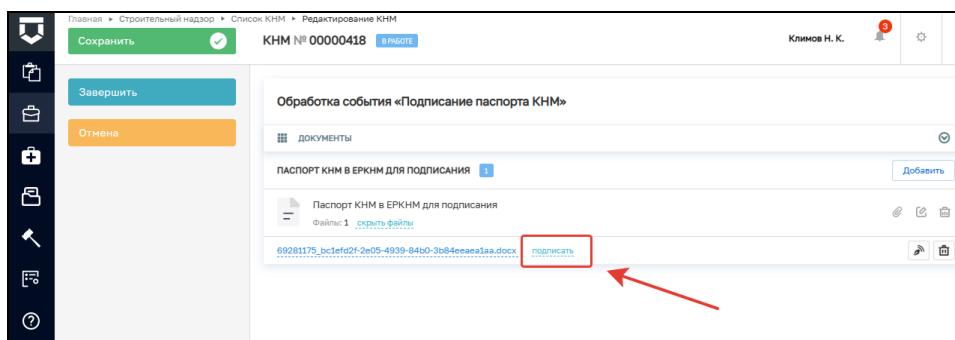 Главная ▸ Строительный надзор ▸ Список КНМ ▸ Редактирование КНМ
Сохранить
КНМ № 00000418 В РАБОТЕ
Климов Н. К.
3
Завершить
Отмена
Обработка события «Подписание паспорта КНМ»
ДОКУМЕНТЫ
ПАСПОРТ КНМ В ЕРКНМ ДЛЯ ПОДПИСАНИЯ 1
Добавить
Паспорт КНМ в ЕРКНМ для подписания
Файлы: 1 скрыть файлы
69281175_bc1efd2f-2e05-4939-84b0-3b84eeaea1aa.docx подписать